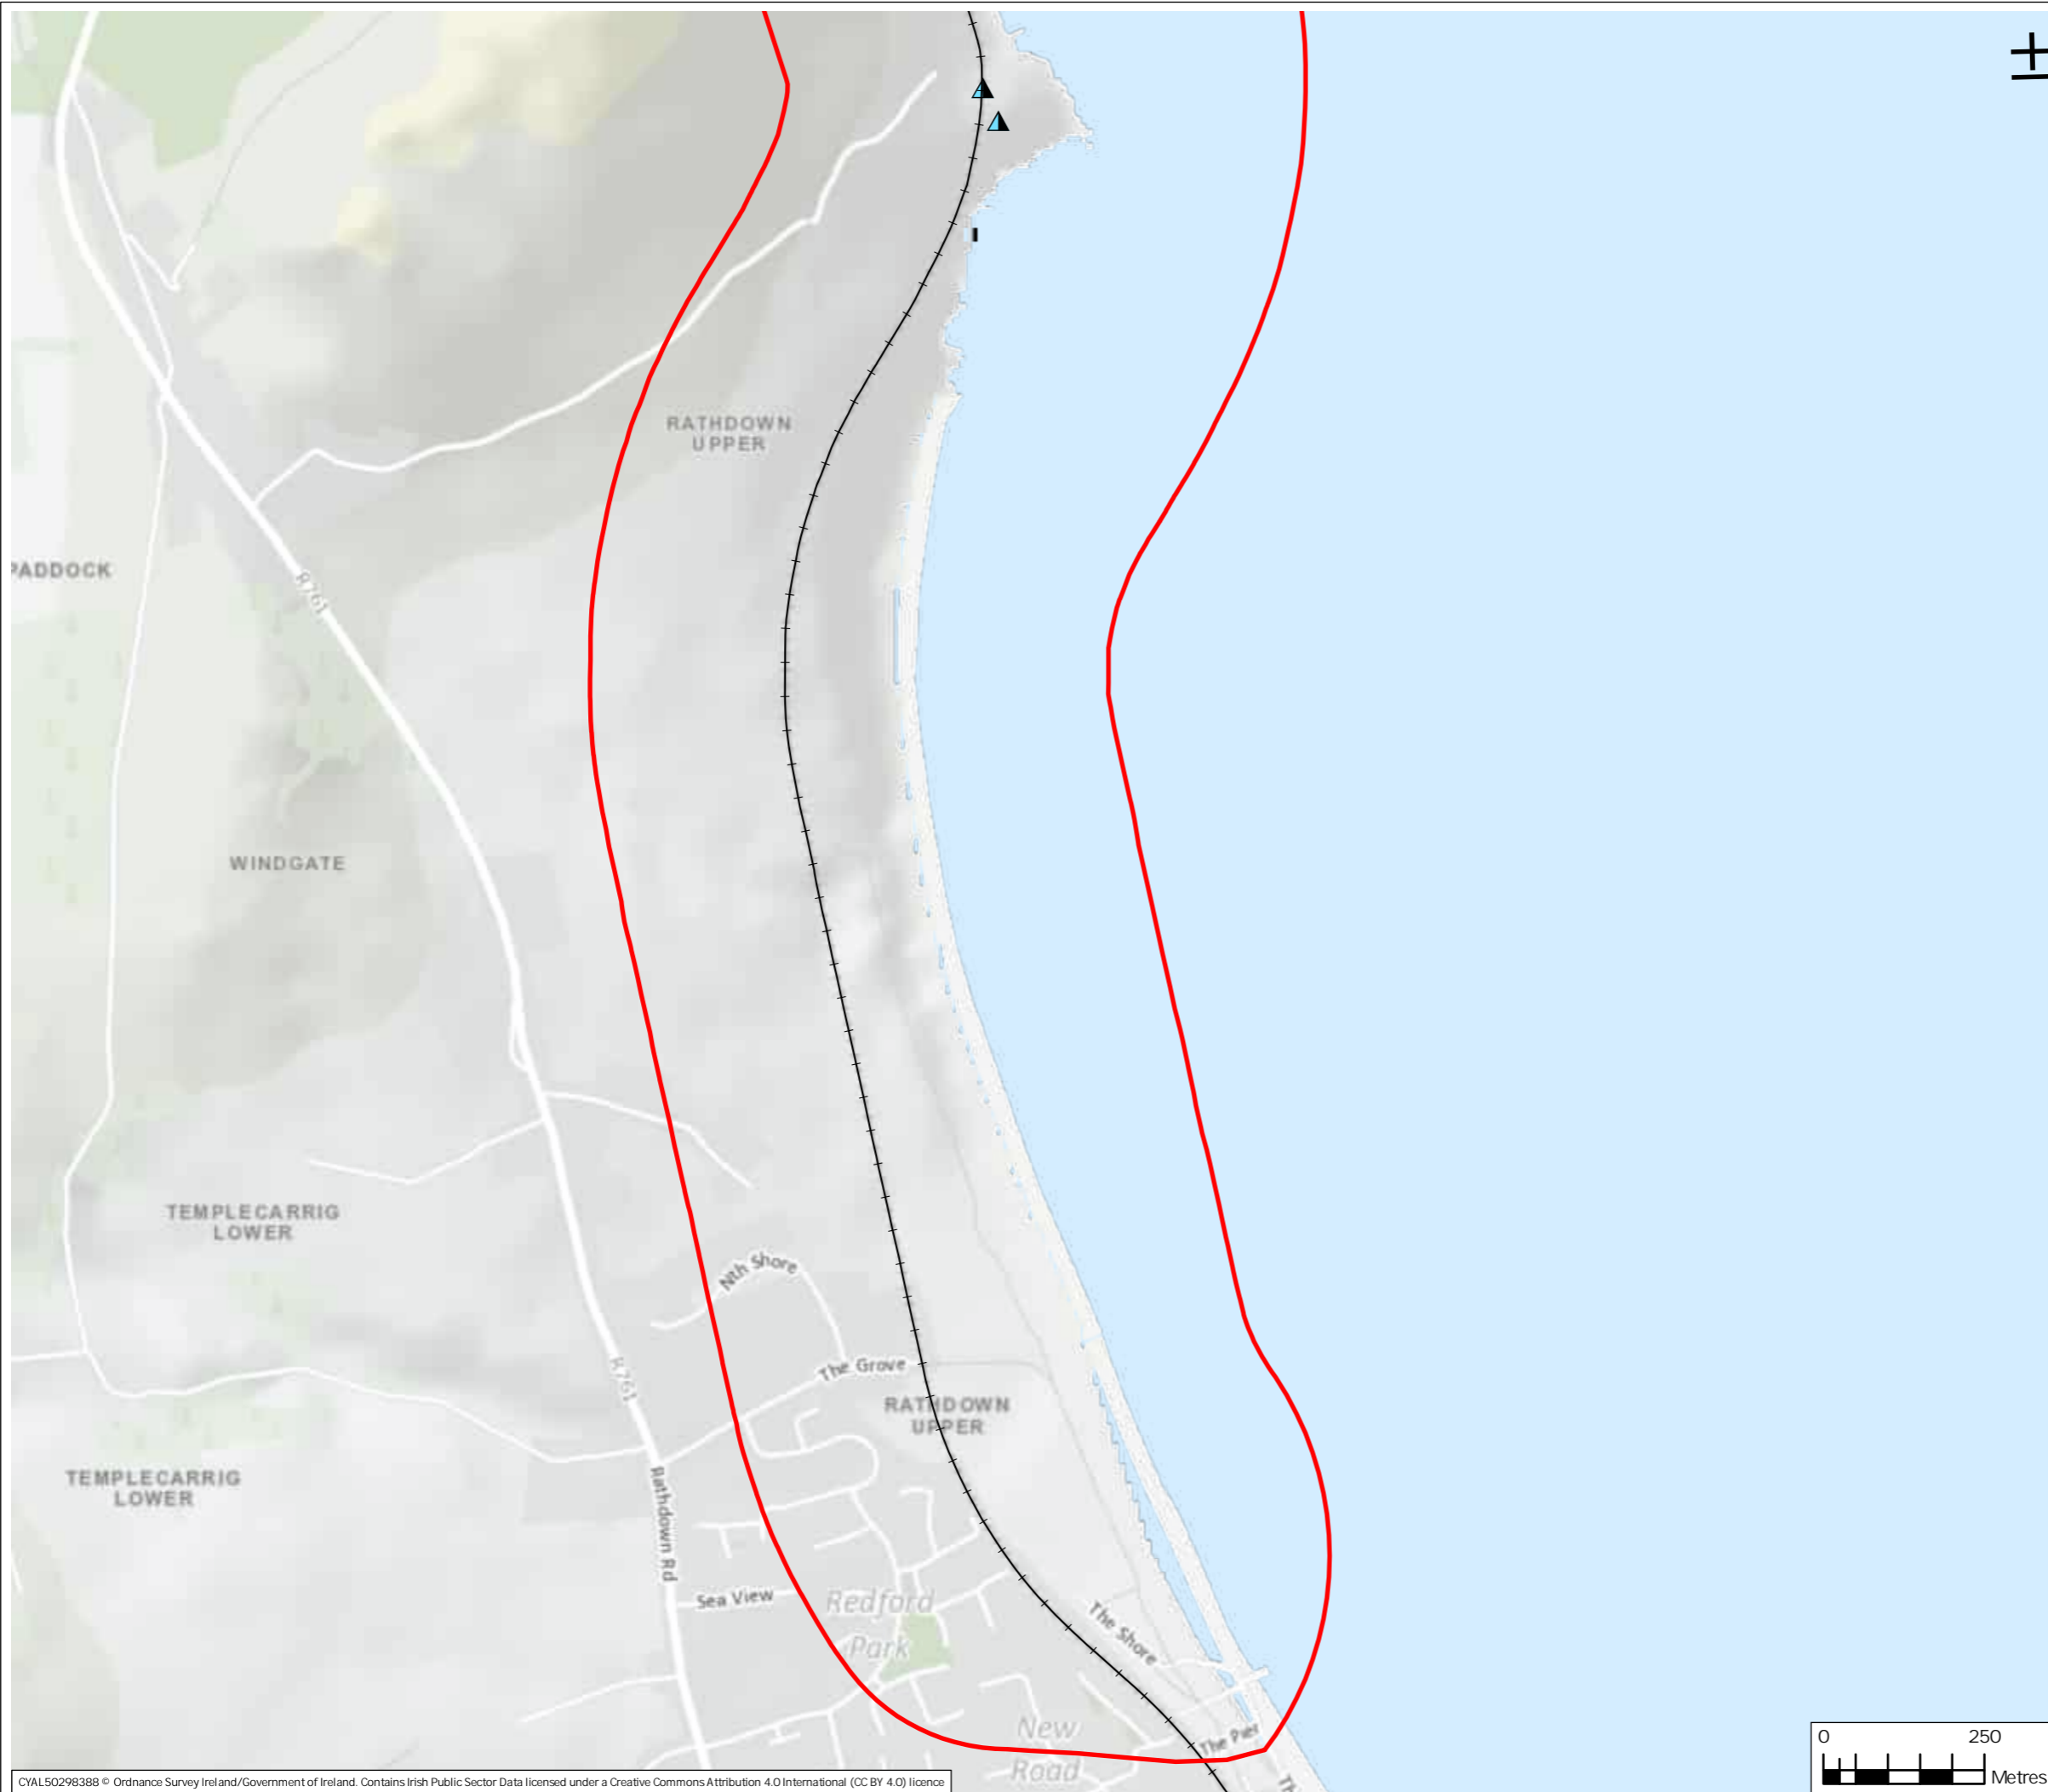 RATHDOWN
UPPER
PADDOCK
R761
WINDGATE
TEMPLECARRIG
LOWER
Nth Shore
The Grove
R761
RATHDOWN
UPPER
TEMPLECARRIG
LOWER
Rathdown Rd
Sea View
Redford
Park
The Shore
New
Road
The Pier
Th
0 250
Metres
CYAL50298388 © Ordnance Survey Ireland/Government of Ireland. Contains Irish Public Sector Data licensed under a Creative Commons Attribution 4.0 International (CC BY 4.0) licence